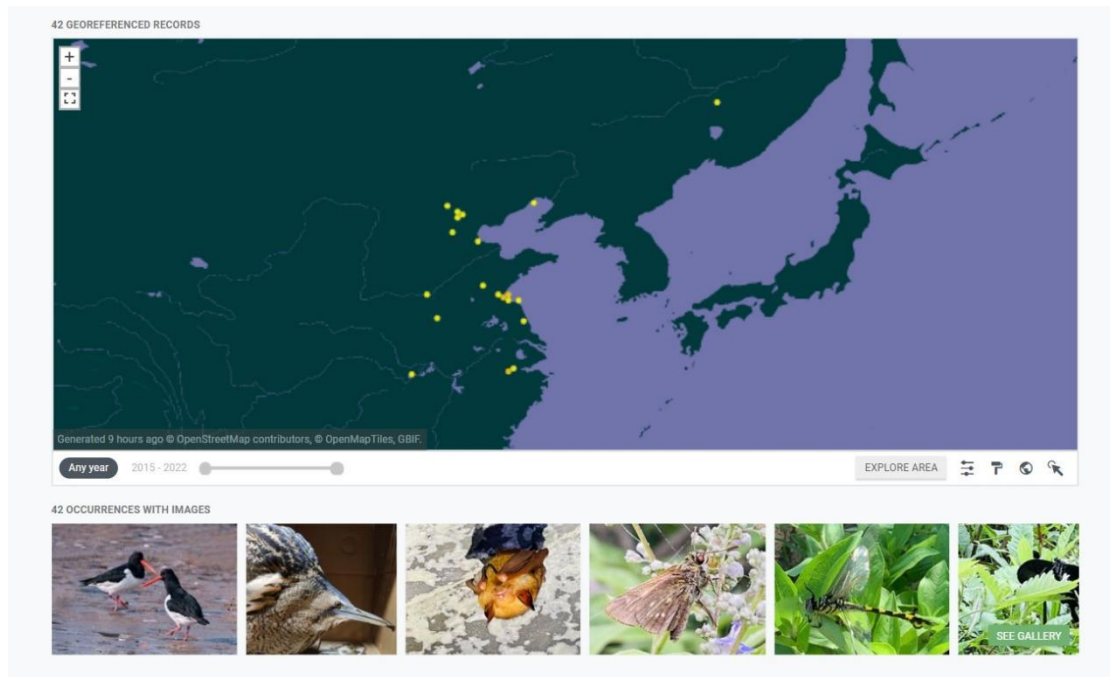 42 GEOREFERENCED RECORDS
+
-
Generated 9 hours ago © OpenStreetMap contributors, © OpenMapTiles, GBIF.
Any year 2015 - 2022 EXPLORE AREA
42 OCCURRENCES WITH IMAGES
SEE GALLERY